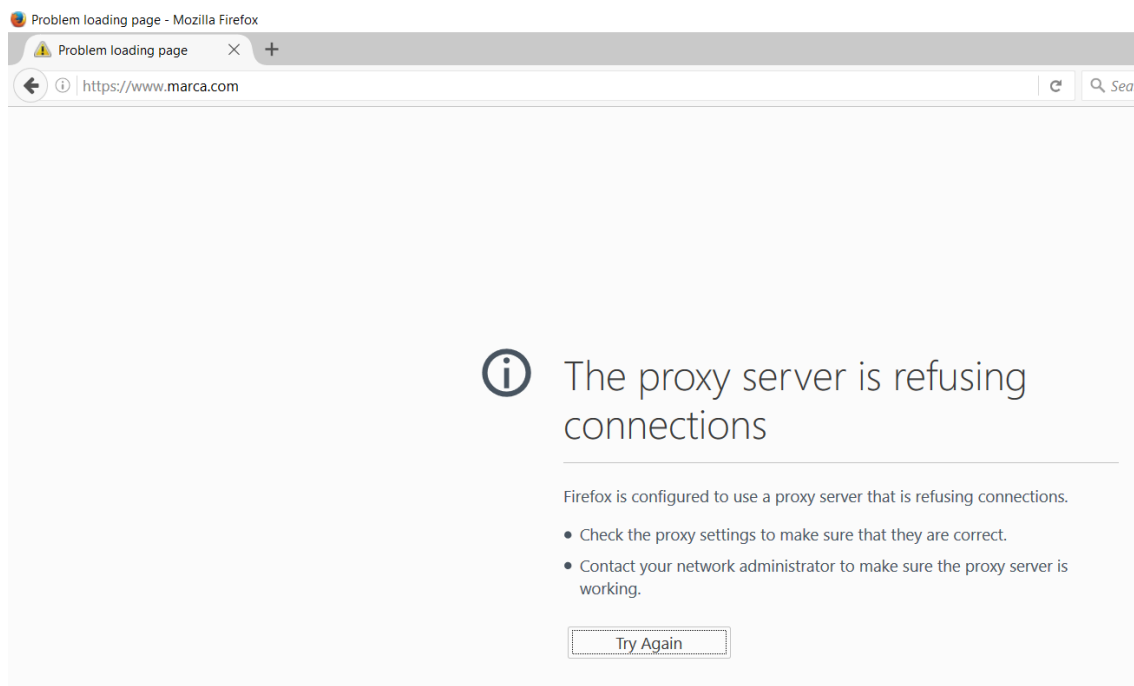 Problem loading page - Mozilla Firefox
Problem loading page
https://www.marca.com
The proxy server is refusing
connections
Firefox is configured to use a proxy server that is refusing connections.
Check the proxy settings to make sure that they are correct.
Contact your network administrator to make sure the proxy server is
working.
Try Again